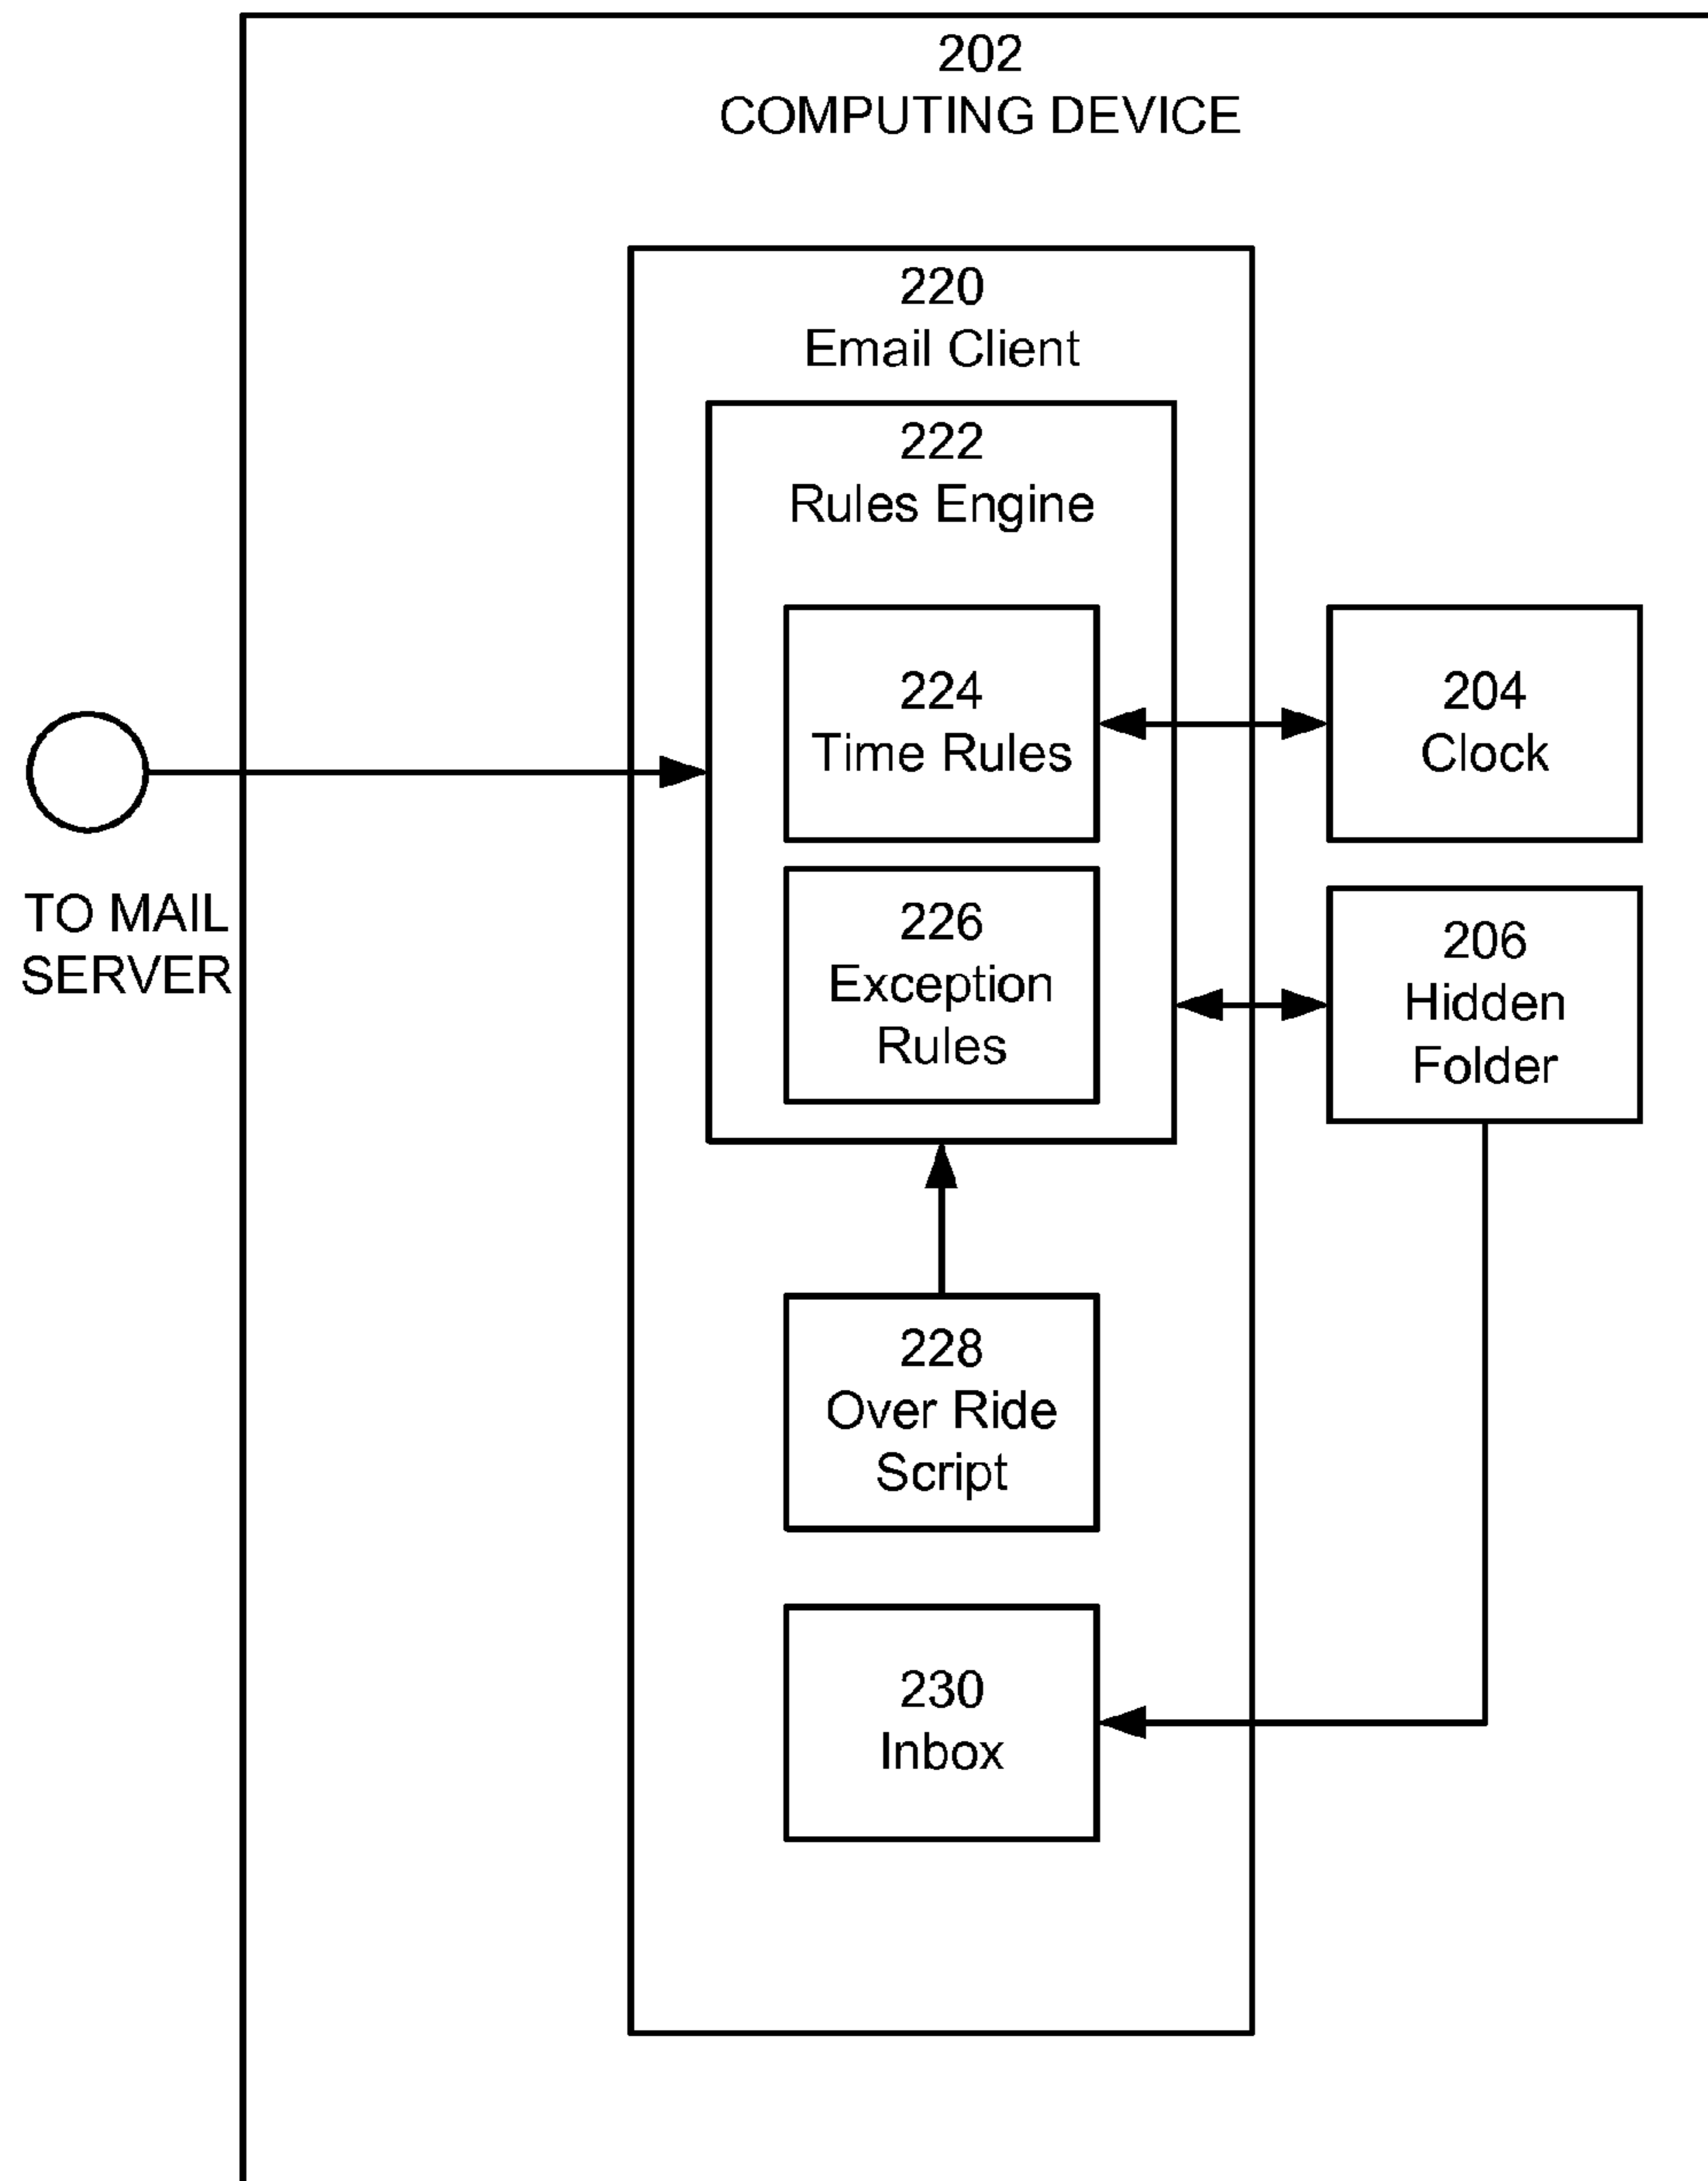 202
COMPUTING DEVICE
220
Email Client
222
Rules Engine
224
Time Rules
204
Clock
TO MAIL
SERVER
226
Exception
Rules
206
Hidden
Folder
228
Over Ride
Script
230
Inbox